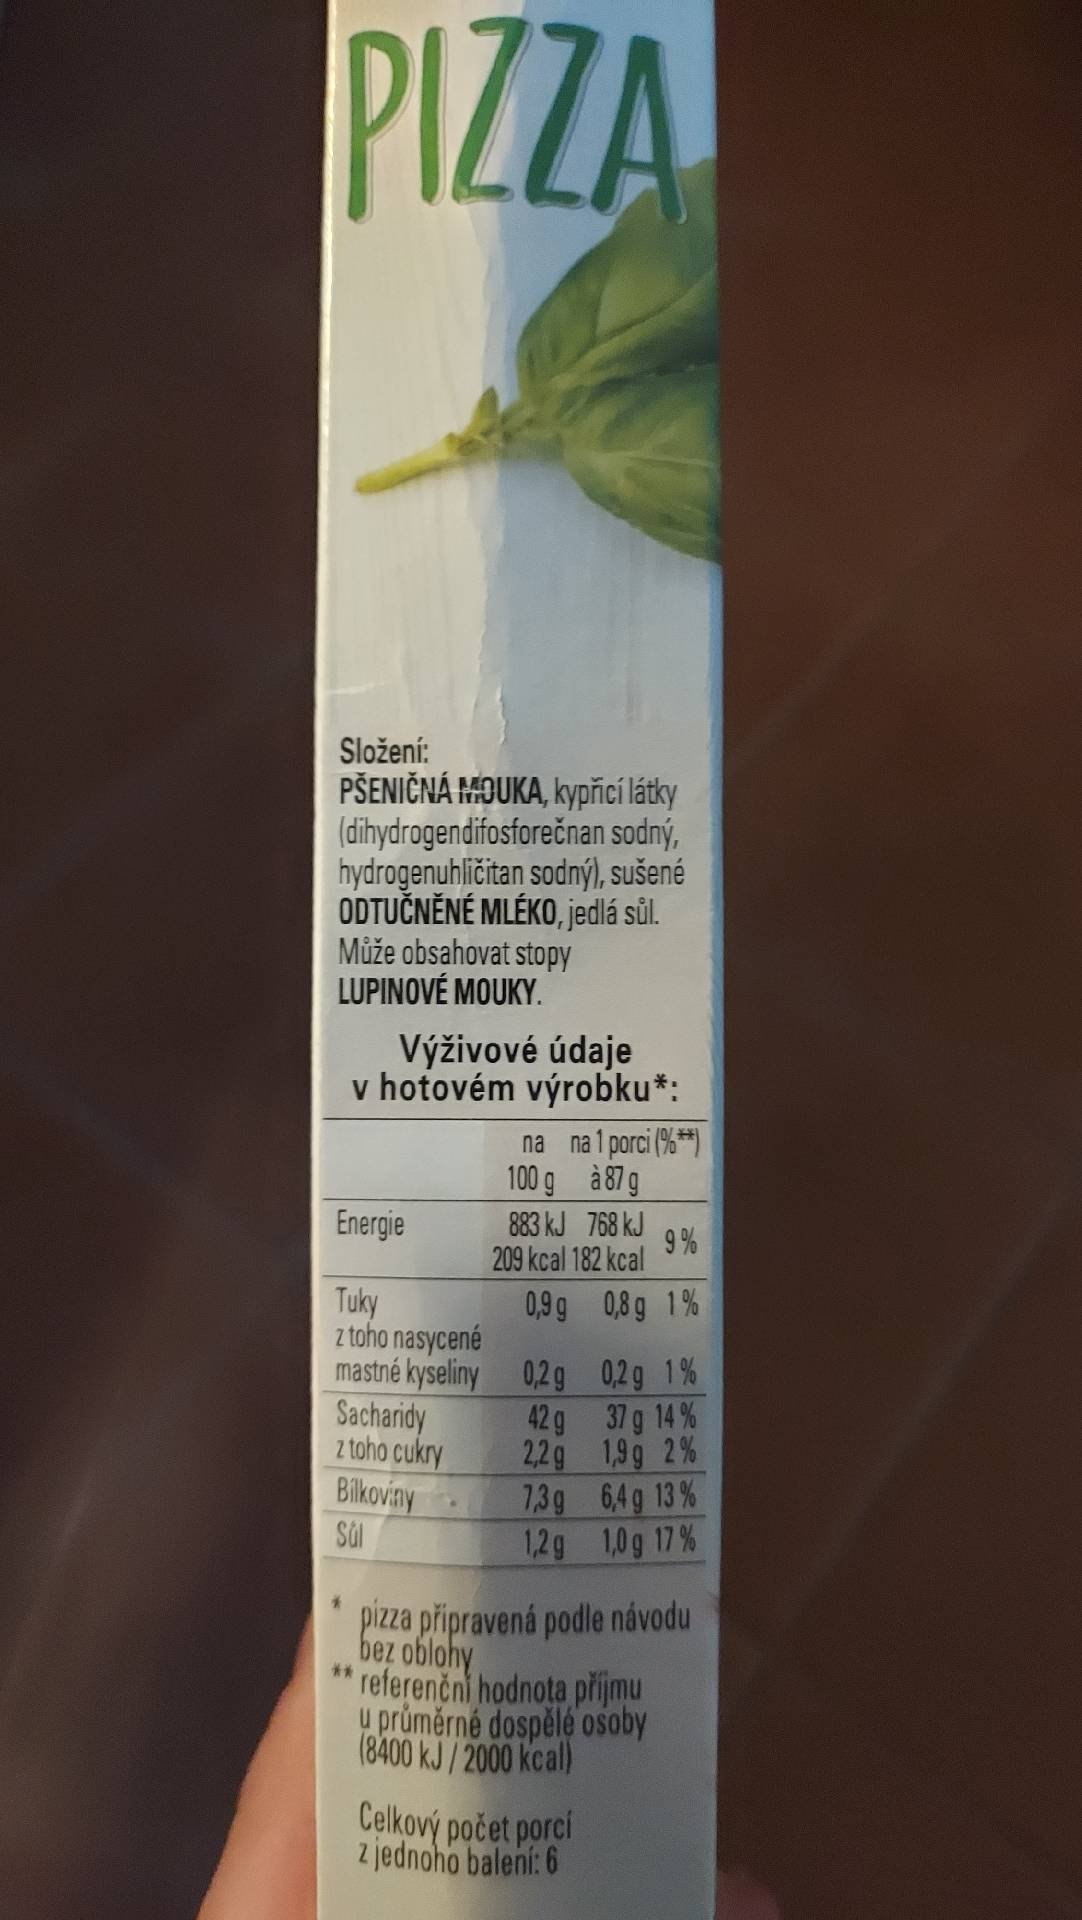 PIZZA
Složení:
PŠENIČNÁ MOUKA, kypřicí látky
(dihydrogendifosforečnan sodný,
hydrogenuhličitan sodný), sušené
ODTUČNĚNÉ MLÉKO, jedlá sůl.
Může obsahovat stopy
LUPINOVÉ MOUKY.
Výživové údaje
v hotovém výrobku*:
na na 1 porci (%**)
100 g à 87 g
Energie 883 kJ 768 kJ 9 %
209 kcal 182 kcal
Tuky 0,9 g 0,8 g 1 %
z toho nasycené
mastné kyseliny 0,2 g 0,2 g 1 %
Sacharidy 42 g 37 g 14 %
z toho cukry 2,2 g 1,9 g 2 %
Bílkoviny 7,3 g 6,4 g 13 %
Sůl 1,2 g 1,0 g 17 %
* pizza připravená podle návodu
bez oblohy
** referenční hodnota příjmu
u průměrné dospělé osoby
(8400 kJ / 2000 kcal)
Celkový počet porcí
z jednoho balení: 6